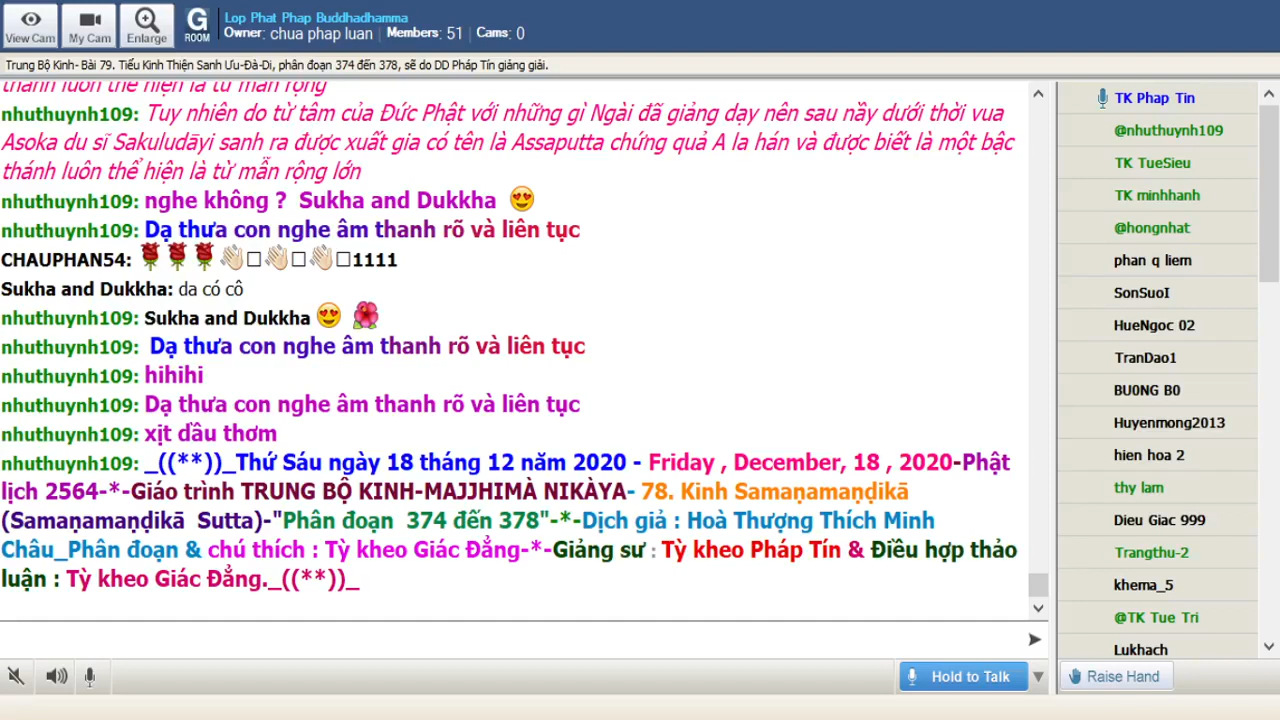 View Cam
My Cam
Enlarge
G
ROOM
Lop Phat Phap Buddhadhamma
Owner: chua phap luan Members: 51 Cams: 0
Trung Bộ Kinh- Bài 79. Tiểu Kinh Thiện Sanh Ưu-Đà-Di, phân đoạn 374 đến 378, sẽ do DD Pháp Tín giảng giải.
thánh luôn thể hiện là từ mẫn rộng
nhuthuynh109: Tuy nhiên do từ tâm của Đức Phật với những gì Ngài đã giảng dạy nên sau nầy dưới thời vua
Asoka du sĩ Sakuludāyi sanh ra được xuất gia có tên là Assaputta chứng quả A la hán và được biết là một bậc
thánh luôn thể hiện là từ mẫn rộng lớn
nhuthuynh109: nghe không ? Sukha and Dukkha 😍
nhuthuynh109: Dạ thưa con nghe âm thanh rõ và liên tục
CHAUPHAN54: 🌹🌹🌹👏🏻□👏🏻□👏🏻□1111
Sukha and Dukkha: da có cô
nhuthuynh109: Sukha and Dukkha 😍 🌺
nhuthuynh109: Dạ thưa con nghe âm thanh rõ và liên tục
nhuthuynh109: hihihi
nhuthuynh109: Dạ thưa con nghe âm thanh rõ và liên tục
nhuthuynh109: xịt dầu thơm
nhuthuynh109: _((**))_Thứ Sáu ngày 18 tháng 12 năm 2020 - Friday , December, 18 , 2020-Phật
lịch 2564-*-Giáo trình TRUNG BỘ KINH-MAJJHIMÀ NIKÀYA- 78. Kinh Samaṇamaṇḍikā
(Samaṇamaṇḍikā Sutta)-"Phân đoạn 374 đến 378"-*-Dịch giả : Hoà Thượng Thích Minh
Châu_Phân đoạn & chú thích : Tỳ kheo Giác Đẳng-*-Giảng sư : Tỳ kheo Pháp Tín & Điều hợp thảo
luận : Tỳ kheo Giác Đẳng._((**))_
TK Phap Tin
@nhuthuynh109
TK TueSieu
TK minhhanh
@hongnhat
phan q liem
SonSuoI
HueNgoc 02
TranDao1
BU0NG B0
Huyenmong2013
hien hoa 2
thy lam
Dieu Giac 999
Trangthu-2
khema_5
@TK Tue Tri
Lukhach
Hold to Talk
Raise Hand